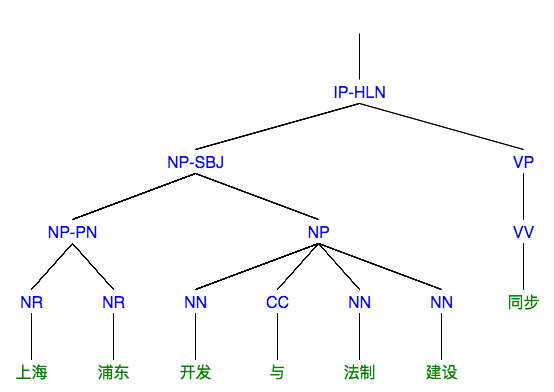 IP-HLN
NP-SBJ VP
NP-PN NP VV
NR NR NN CC NN NN 同步
上海 浦东 开发 与 法制 建设